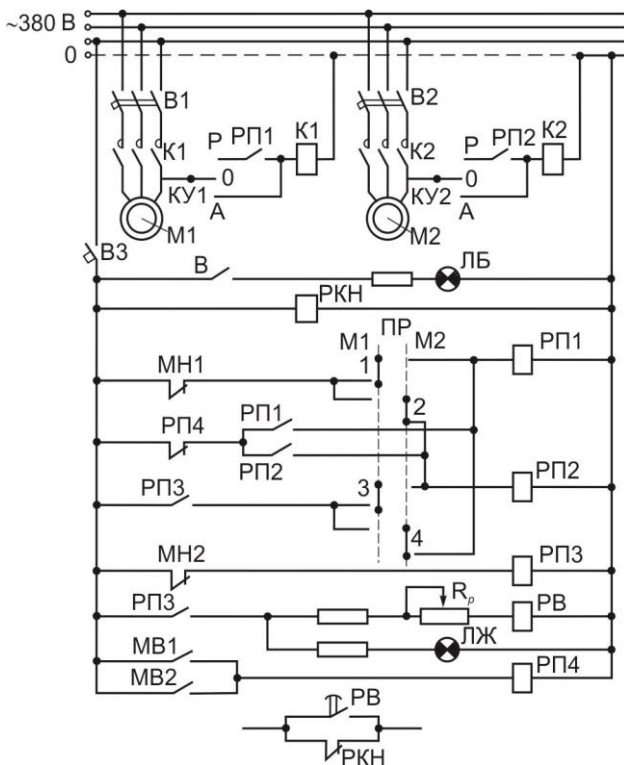 ~380 В
0
В1
В2
К1
Р
РП1
К1
К2
Р
РП2
К2
0
0
КУ1
А
КУ2
А
М1
М2
В3
В
ЛБ
РКН
М1
ПР
М2
РП1
МН1
1
РП4
РП1
2
РП2
РП2
РП3
3
4
МН2
РП3
РП3
Rp
РВ
МВ1
ЛЖ
МВ2
РП4
РВ
РКН